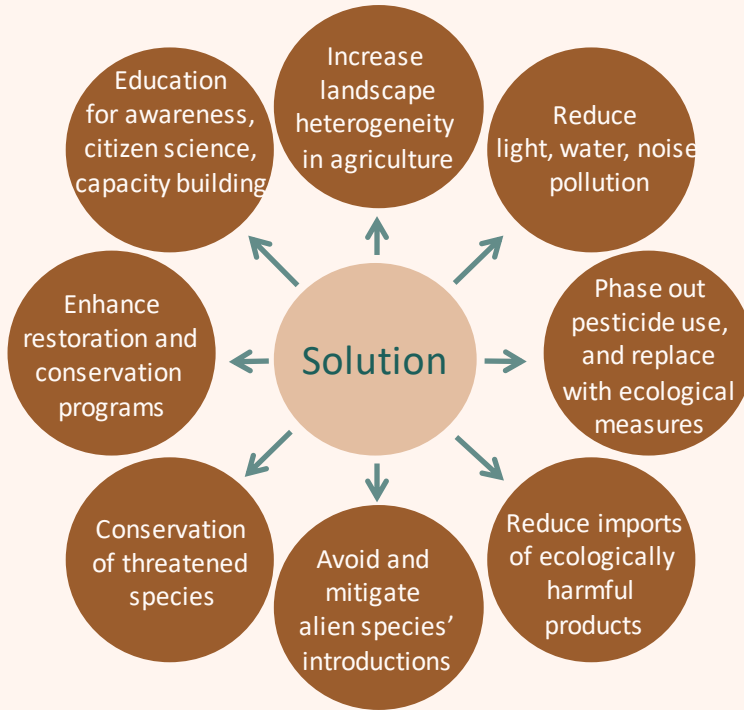 Education
for awareness,
citizen science,
capacity building
Increase
landscape
heterogeneity
in agriculture
Reduce
light, water, noise
pollution
Enhance
restoration and
conservation
programs
Solution
Phase out
pesticide use,
and replace
with ecological
measures
Conservation
of threatened
species
Avoid and
mitigate
alien species’
introductions
Reduce imports
of ecologically
harmful
products